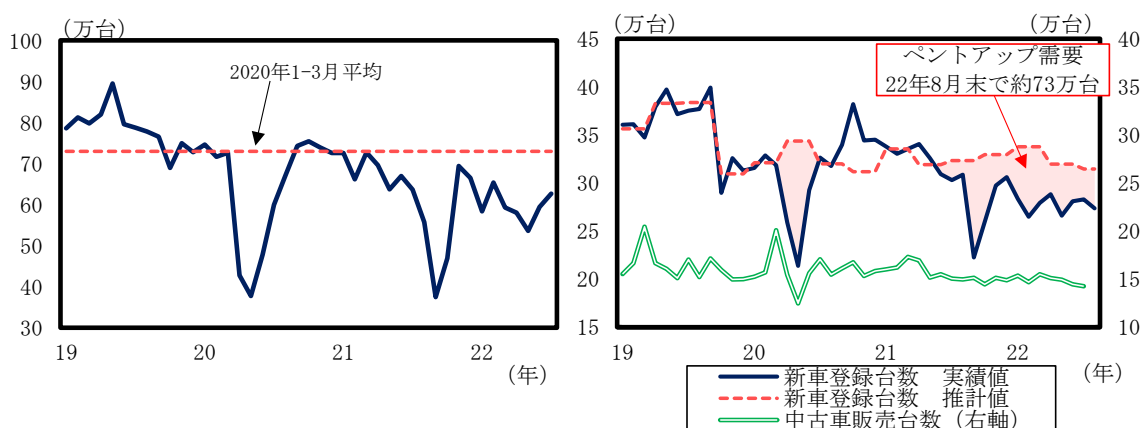 （万台）
100
90
80
70
60
50
40
30
2020年1-3月平均
19
20
21
22
（年）
（万台）
（万台）
45
40
35
30
25
20
15
40
35
30
25
20
15
10
ペントアップ需要
22年8月末で約73万台
19
20
21
22
（年）
新車登録台数　実績値
新車登録台数　推計値
中古車販売台数（右軸）